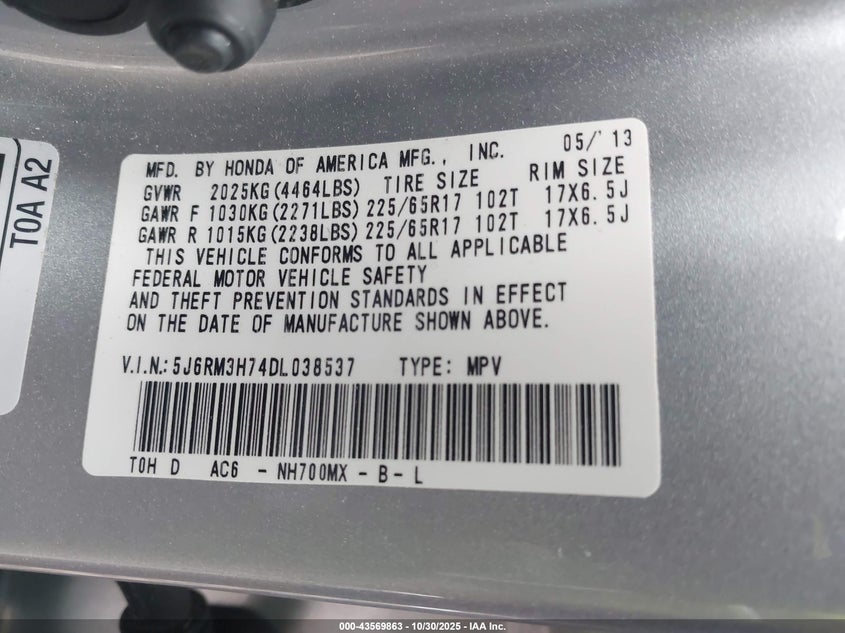 MFD. BY HONDA OF AMERICA MFG., INC. 05/'13
GVWR 2025KG(4464LBS) TIRE SIZE RIM SIZE
GAWR F 1030KG(2271LBS) 225/65R17 102T 17X6.5J
GAWR R 1015KG(2238LBS) 225/65R17 102T 17X6.5J
THIS VEHICLE CONFORMS TO ALL APPLICABLE
FEDERAL MOTOR VEHICLE SAFETY
AND THEFT PREVENTION STANDARDS IN EFFECT
ON THE DATE OF MANUFACTURE SHOWN ABOVE.
V.I.N.:5J6RM3H74DL038537 TYPE: MPV
T0H D AC6 - NH700MX - B - L
T0A A2
000-43569863 - 10/30/2025 - IAA Inc.